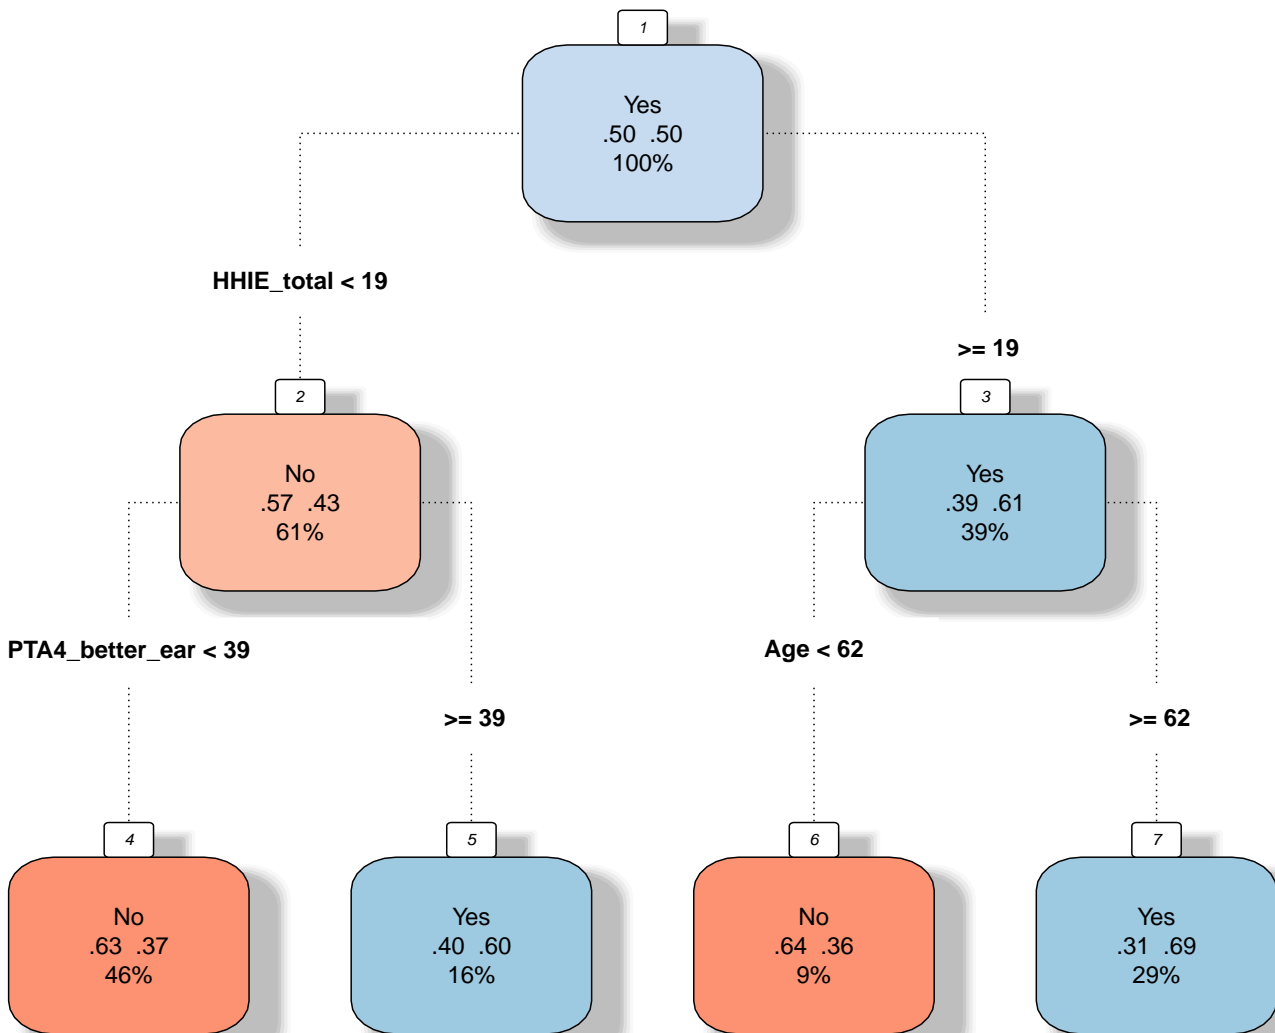 1
Yes
.50 .50
100%
HHIE_total < 19
>= 19
2
No
.57 .43
61%
3
Yes
.39 .61
39%
PTA4_better_ear < 39
>= 39
Age < 62
>= 62
4
No
.63 .37
46%
5
Yes
.40 .60
16%
6
No
.64 .36
9%
7
Yes
.31 .69
29%